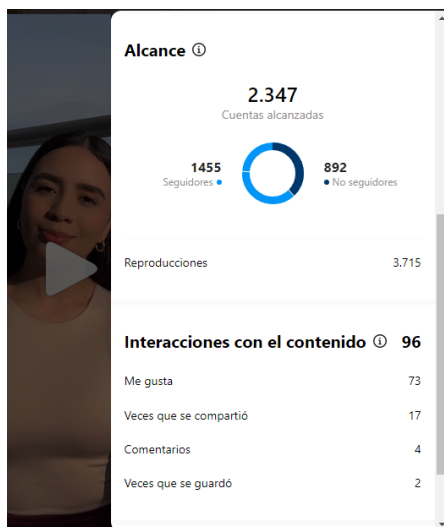 Alcance
2.347
Cuentas alcanzadas
1455
Seguidores
892
No seguidores
Reproducciones 3.715
Interacciones con el contenido 96
Me gusta 73
Veces que se compartió 17
Comentarios 4
Veces que se guardó 2